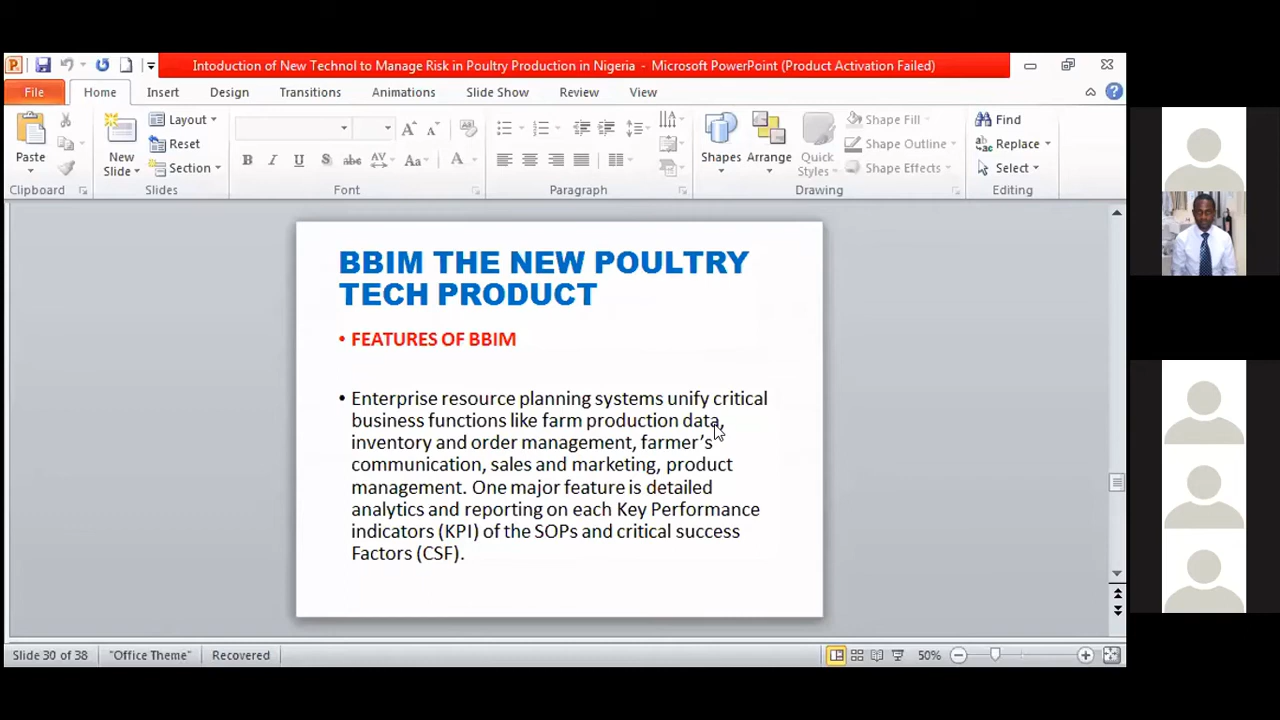 Intoduction of New Technol to Manage Risk in Poultry Production in Nigeria - Microsoft PowerPoint (Product Activation Failed)
File Home Insert Design Transitions Animations Slide Show Review View
Paste
New
Slide
Layout
Reset
Section
B I U S abc AV Aa A
Shapes
Arrange
Quick
Styles
Shape Fill
Shape Outline
Shape Effects
Find
Replace
Select
Clipboard Slides Font Paragraph Drawing Editing
BBIM THE NEW POULTRY
TECH PRODUCT
• FEATURES OF BBIM
• Enterprise resource planning systems unify critical
business functions like farm production data,
inventory and order management, farmer’s
communication, sales and marketing, product
management. One major feature is detailed
analytics and reporting on each Key Performance
indicators (KPI) of the SOPs and critical success
Factors (CSF).
Slide 30 of 38 "Office Theme" Recovered 50%